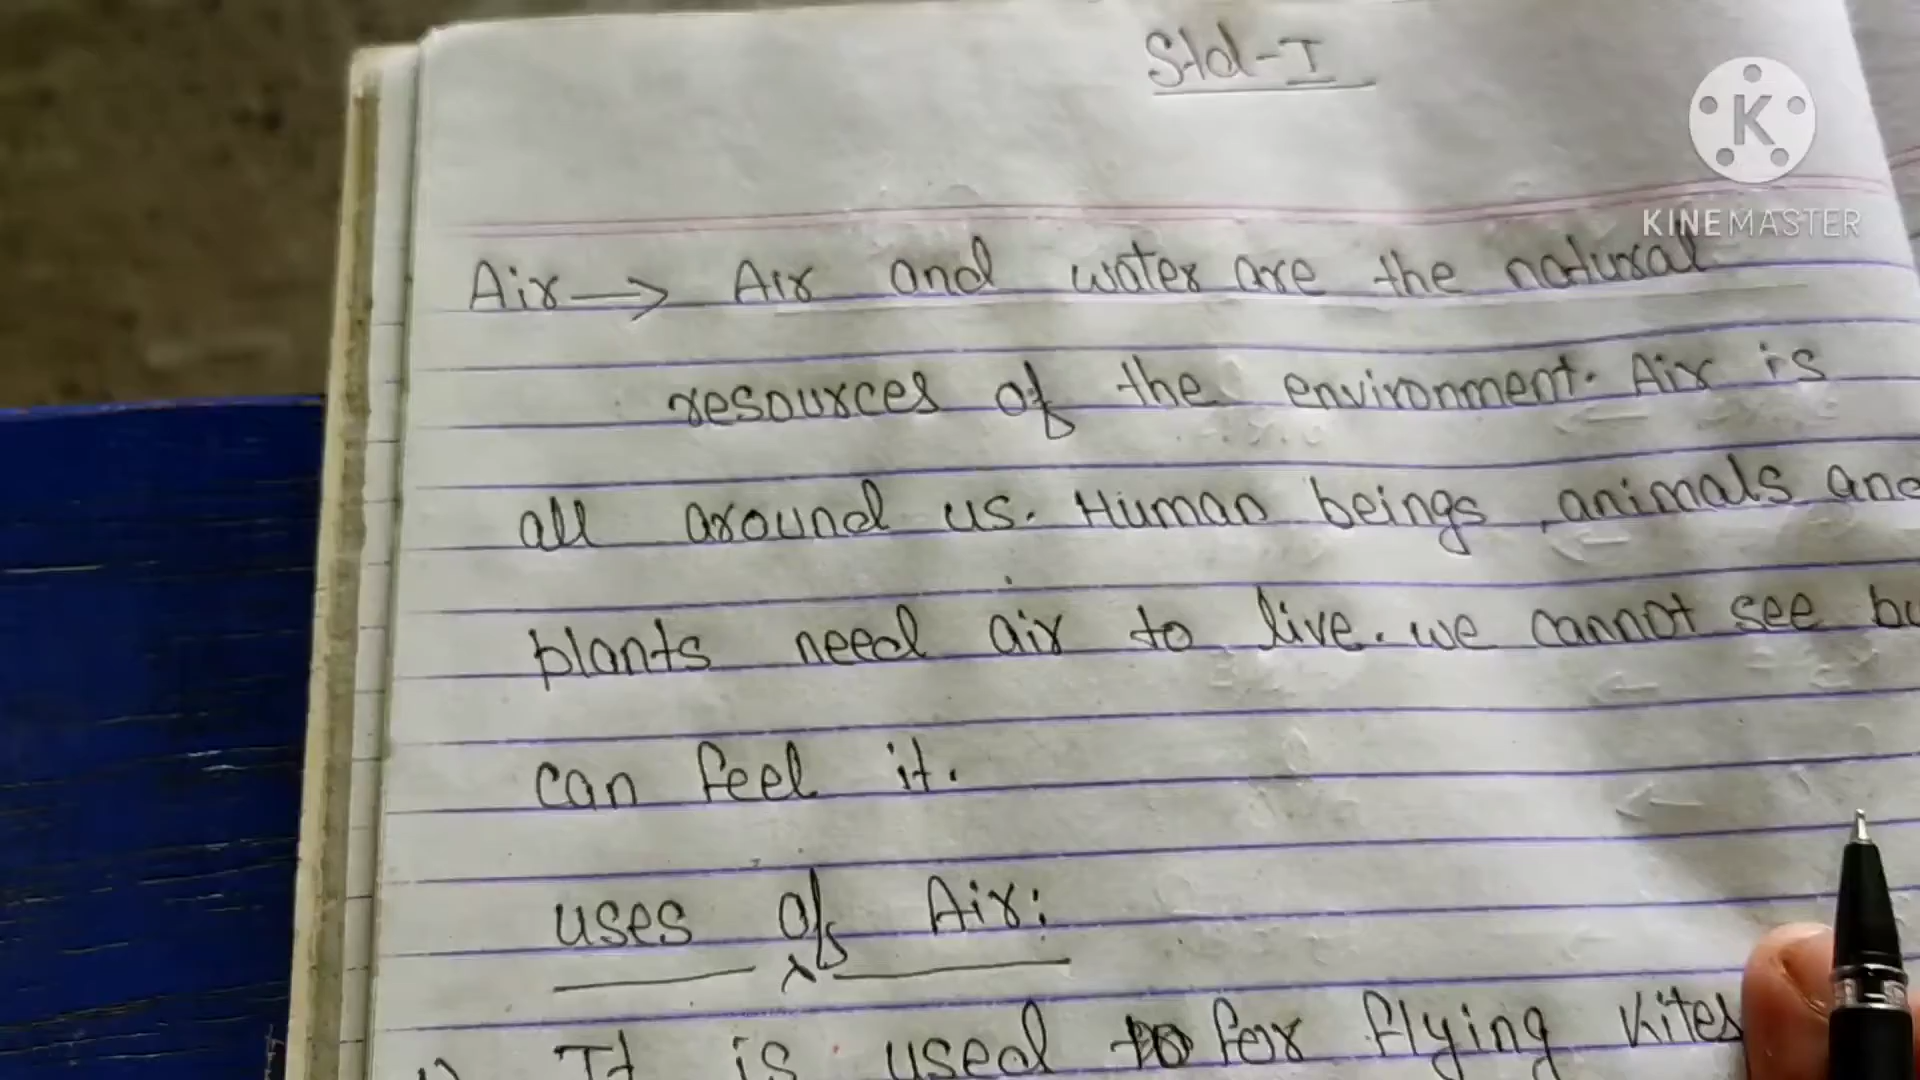 Std-I
K
KINEMASTER
Air → Air and water are the natural
resources of the environment. Air is
all around us. Human beings, animals and
plants need air to live. we cannot see bu
can feel it.
uses of Air:
1) It is used for flying kites